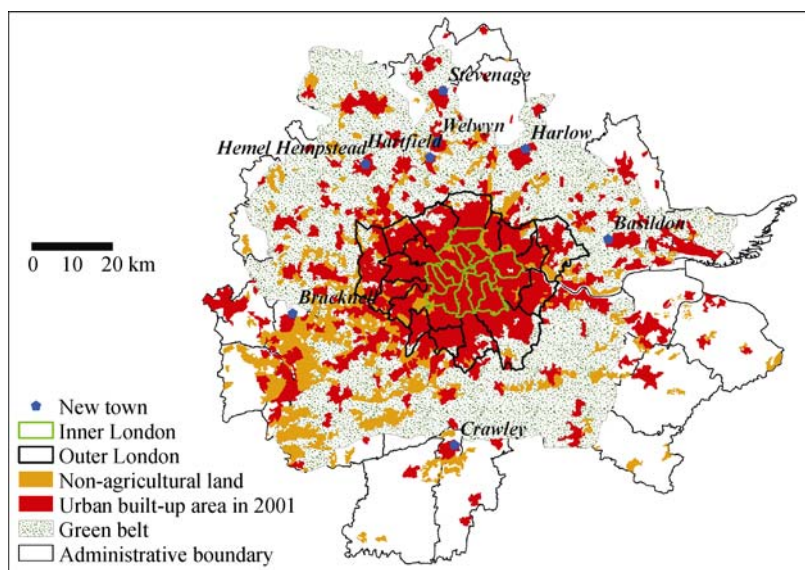 Stevenage
Welwyn
Hartfield
Harlow
Hemel Hempstead
Basildon
0 10 20 km
Bracknell
Crawley
New town
Inner London
Outer London
Non-agricultural land
Urban built-up area in 2001
Green belt
Administrative boundary